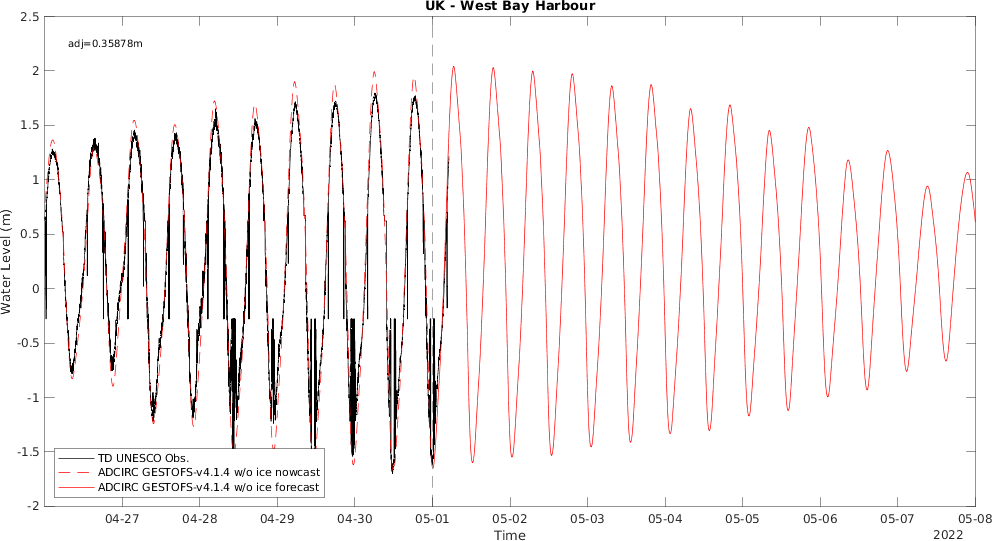 UK - West Bay Harbour
adj=0.35878m
2.5
2
1.5
1
0.5
0
-0.5
-1
-1.5
-2
Water Level (m)
TD UNESCO Obs.
ADCIRC GESTOFS-v4.1.4 w/o ice nowcast
ADCIRC GESTOFS-v4.1.4 w/o ice forecast
04-27 04-28 04-29 04-30 05-01 05-02 05-03 05-04 05-05 05-06 05-07 05-08
Time
2022